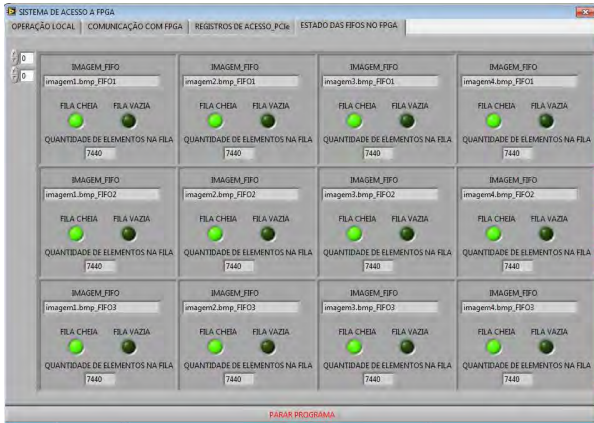 SISTEMA DE ACESSO A FPGA
OPERAÇÃO LOCAL COMUNICAÇÃO COM FPGA REGISTROS DE ACESSO_PCIe ESTADO DAS FIFOS NO FPGA
0
0
IMAGEM_FIFO IMAGEM_FIFO IMAGEM_FIFO IMAGEM_FIFO
imagem1.bmp_FIFO1 imagem2.bmp_FIFO1 imagem3.bmp_FIFO1 imagem4.bmp_FIFO1
FILA CHEIA FILA VAZIA FILA CHEIA FILA VAZIA FILA CHEIA FILA VAZIA FILA CHEIA FILA VAZIA
QUANTIDADE DE ELEMENTOS NA FILA QUANTIDADE DE ELEMENTOS NA FILA QUANTIDADE DE ELEMENTOS NA FILA QUANTIDADE DE ELEMENTOS NA FILA
7440 7440 7440 7440
IMAGEM_FIFO IMAGEM_FIFO IMAGEM_FIFO IMAGEM_FIFO
imagem1.bmp_FIFO2 imagem2.bmp_FIFO2 imagem3.bmp_FIFO2 imagem4.bmp_FIFO2
FILA CHEIA FILA VAZIA FILA CHEIA FILA VAZIA FILA CHEIA FILA VAZIA FILA CHEIA FILA VAZIA
QUANTIDADE DE ELEMENTOS NA FILA QUANTIDADE DE ELEMENTOS NA FILA QUANTIDADE DE ELEMENTOS NA FILA QUANTIDADE DE ELEMENTOS NA FILA
7440 7440 7440 7440
IMAGEM_FIFO IMAGEM_FIFO IMAGEM_FIFO IMAGEM_FIFO
imagem1.bmp_FIFO3 imagem2.bmp_FIFO3 imagem3.bmp_FIFO3 imagem4.bmp_FIFO3
FILA CHEIA FILA VAZIA FILA CHEIA FILA VAZIA FILA CHEIA FILA VAZIA FILA CHEIA FILA VAZIA
QUANTIDADE DE ELEMENTOS NA FILA QUANTIDADE DE ELEMENTOS NA FILA QUANTIDADE DE ELEMENTOS NA FILA QUANTIDADE DE ELEMENTOS NA FILA
7440 7440 7440 7440
PARAR PROGRAMA